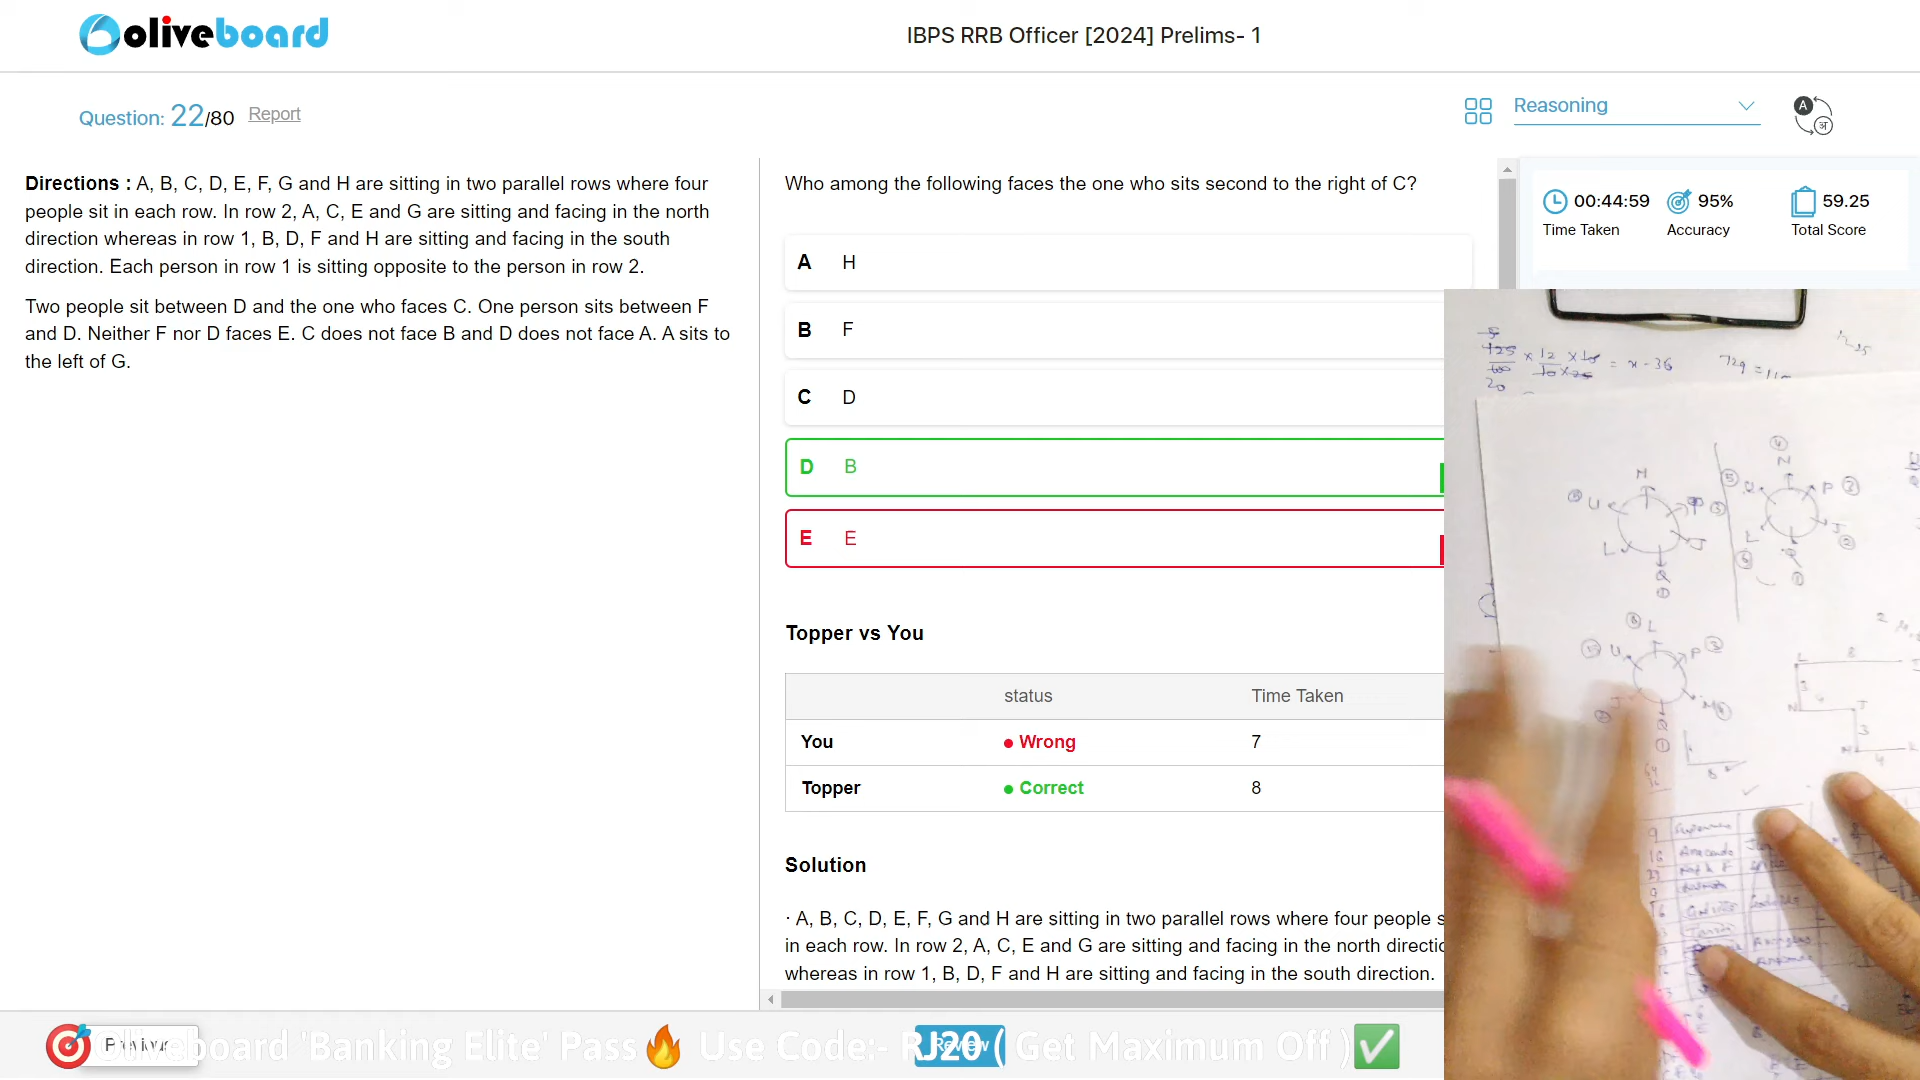 oliveboard
IBPS RRB Officer [2024] Prelims- 1
Question: 22/80 Report
Reasoning
Directions : A, B, C, D, E, F, G and H are sitting in two parallel rows where four
people sit in each row. In row 2, A, C, E and G are sitting and facing in the north
direction whereas in row 1, B, D, F and H are sitting and facing in the south
direction. Each person in row 1 is sitting opposite to the person in row 2.
Two people sit between D and the one who faces C. One person sits between F
and D. Neither F nor D faces E. C does not face B and D does not face A. A sits to
the left of G.
Who among the following faces the one who sits second to the right of C?
A H
B F
C D
D B
E E
Topper vs You
status Time Taken
You Wrong 7
Topper Correct 8
Solution
· A, B, C, D, E, F, G and H are sitting in two parallel rows where four people s
in each row. In row 2, A, C, E and G are sitting and facing in the north directio
whereas in row 1, B, D, F and H are sitting and facing in the south direction.
00:44:59 95% 59.25
Time Taken Accuracy Total Score
Previous
Oliveboard 'Banking Elite' Pass🔥 Use Code:- RJ20 ( Get Maximum Off )✅